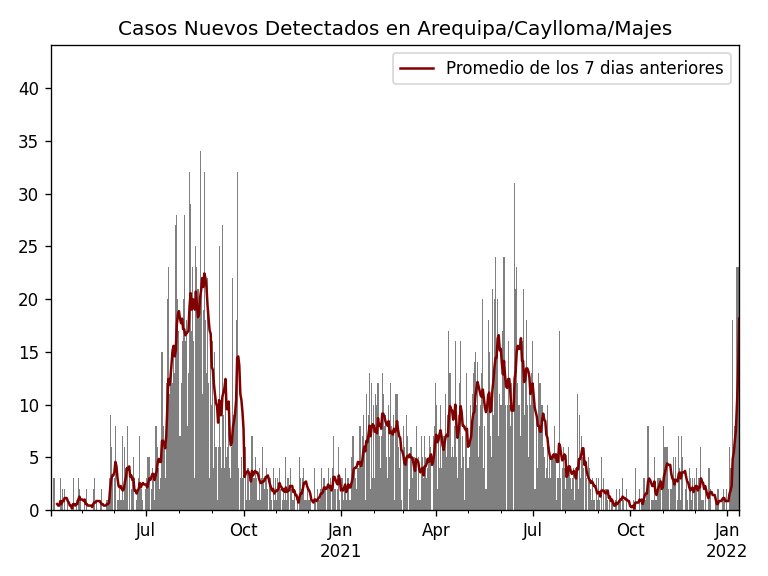 Casos Nuevos Detectados en Arequipa/Caylloma/Majes
Promedio de los 7 dias anteriores
40
35
30
25
20
15
10
5
0
Jul
Oct
Jan
2021
Apr
Jul
Oct
Jan
2022